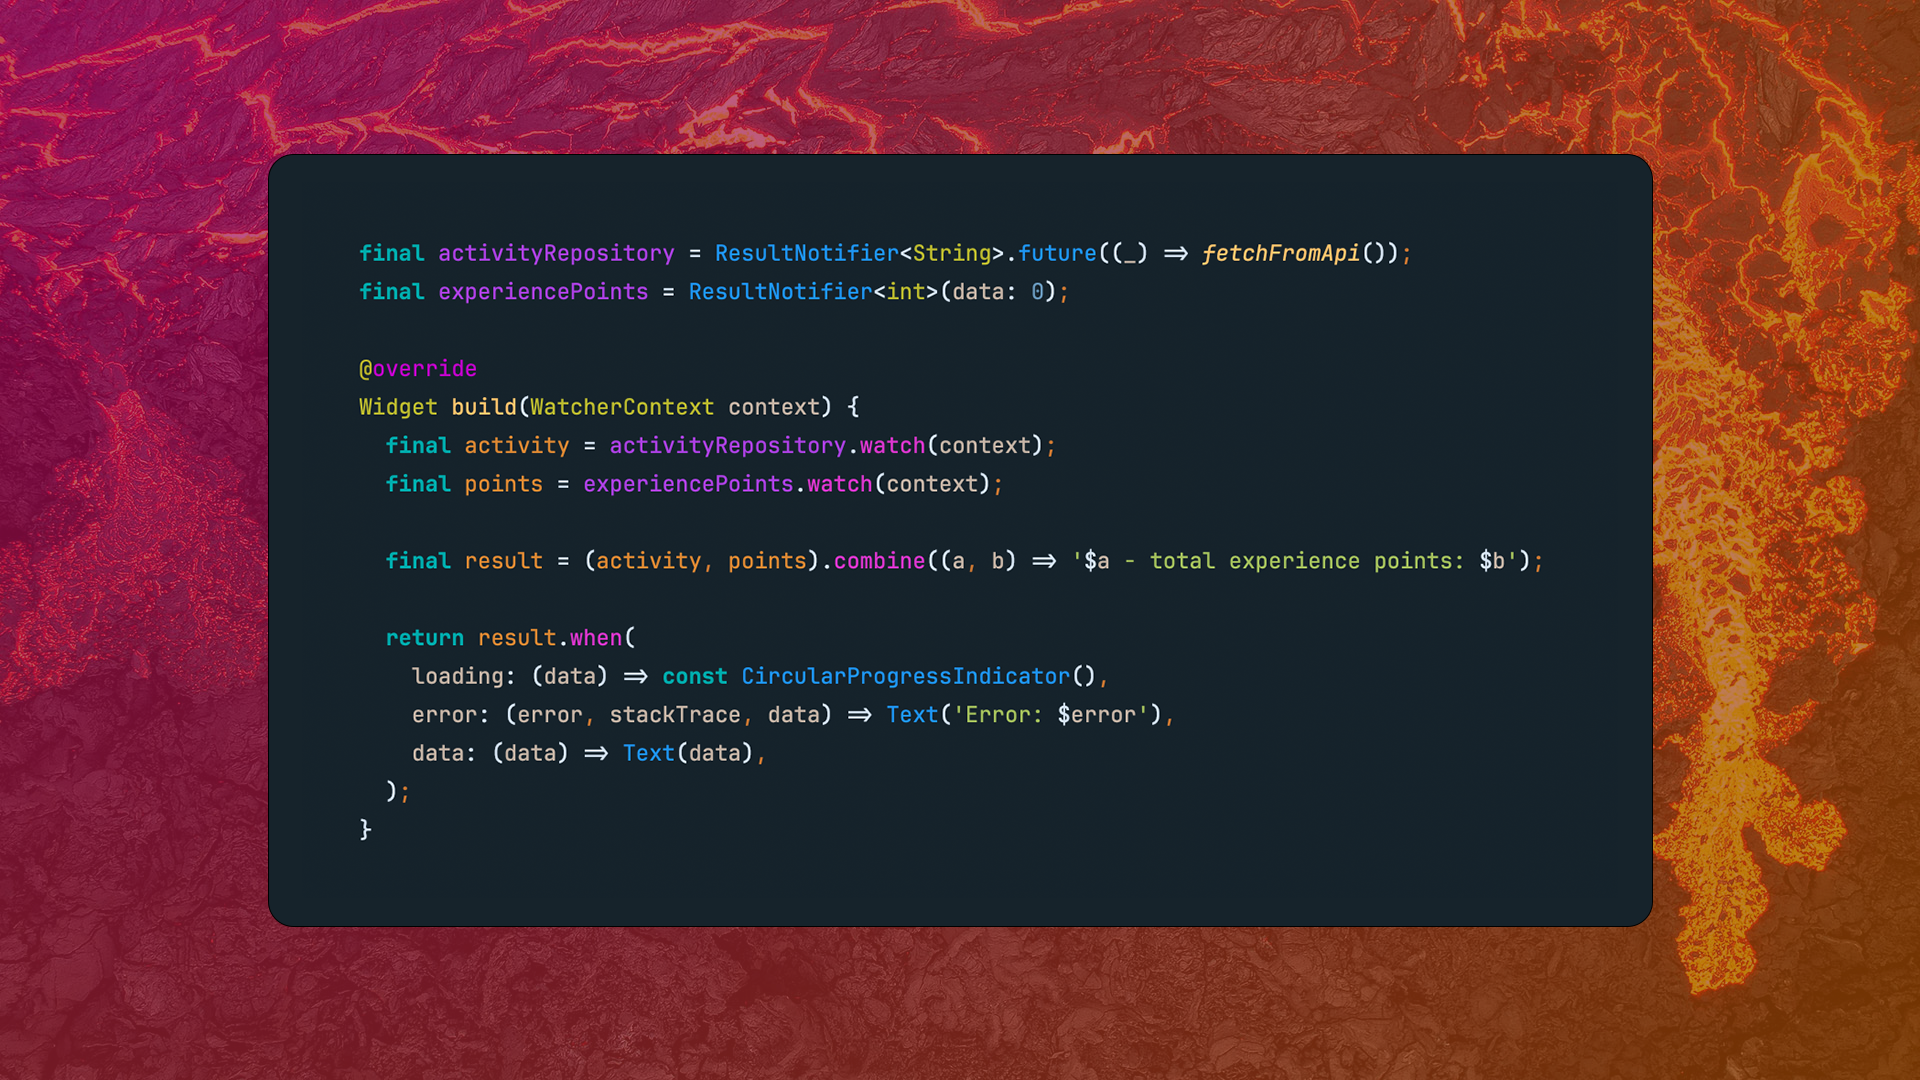 final activityRepository = ResultNotifier<String>.future((_) => fetchFromApi());
final experiencePoints = ResultNotifier<int>(data: 0);
@override
Widget build(WatcherContext context) {
  final activity = activityRepository.watch(context);
  final points = experiencePoints.watch(context);
  final result = (activity, points).combine((a, b) => '$a - total experience points: $b');
  return result.when(
    loading: (data) => const CircularProgressIndicator(),
    error: (error, stackTrace, data) => Text('Error: $error'),
    data: (data) => Text(data),
  );
}